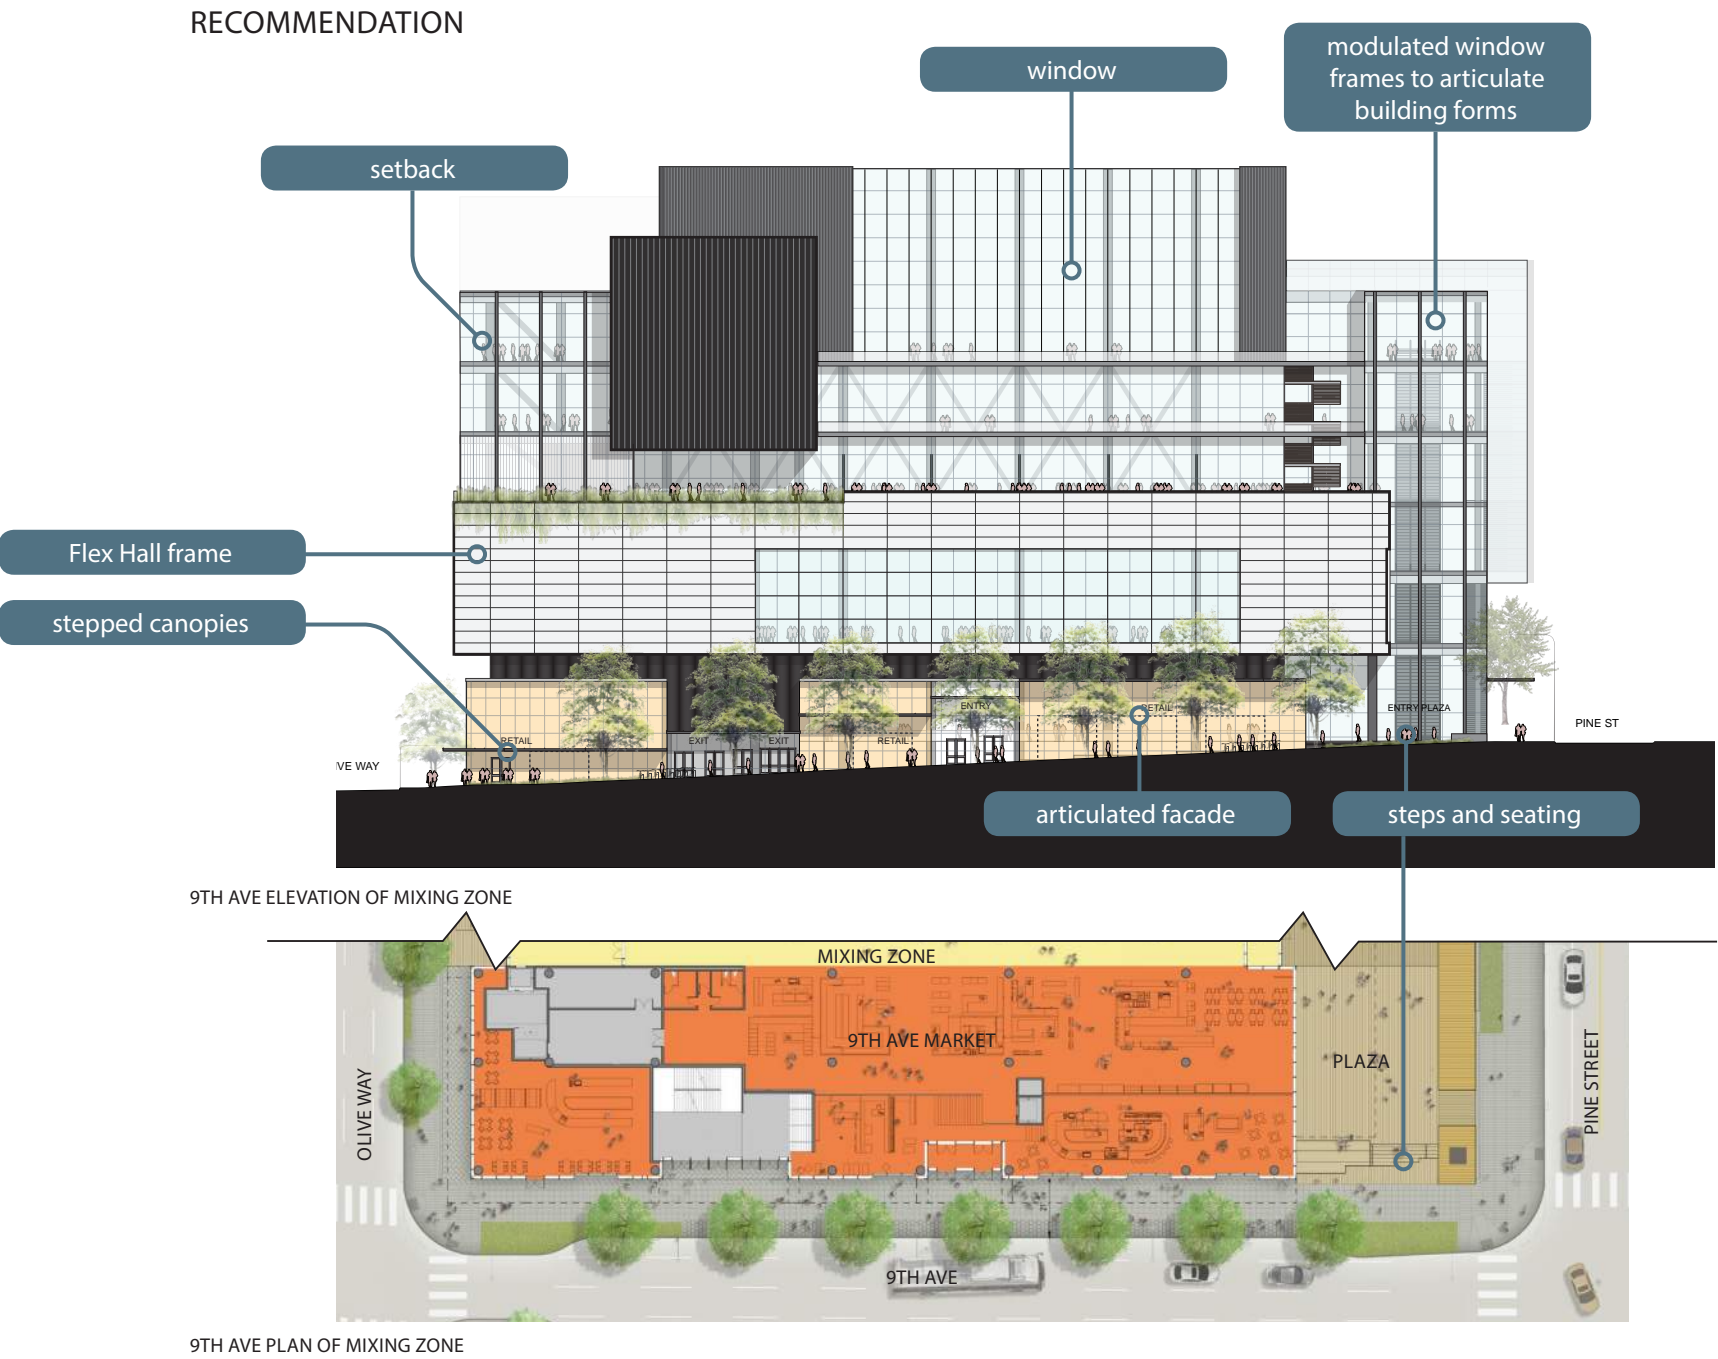 RECOMMENDATION
window
modulated window
frames to articulate
building forms
setback
Flex Hall frame
stepped canopies
ENTRY
RETAIL
ENTRY PLAZA
PINE ST
RETAIL
EXIT
EXIT
RETAIL
IVE WAY
articulated facade
steps and seating
9TH AVE ELEVATION OF MIXING ZONE
MIXING ZONE
9TH AVE MARKET
PLAZA
OLIVE WAY
PINE STREET
9TH AVE
9TH AVE PLAN OF MIXING ZONE